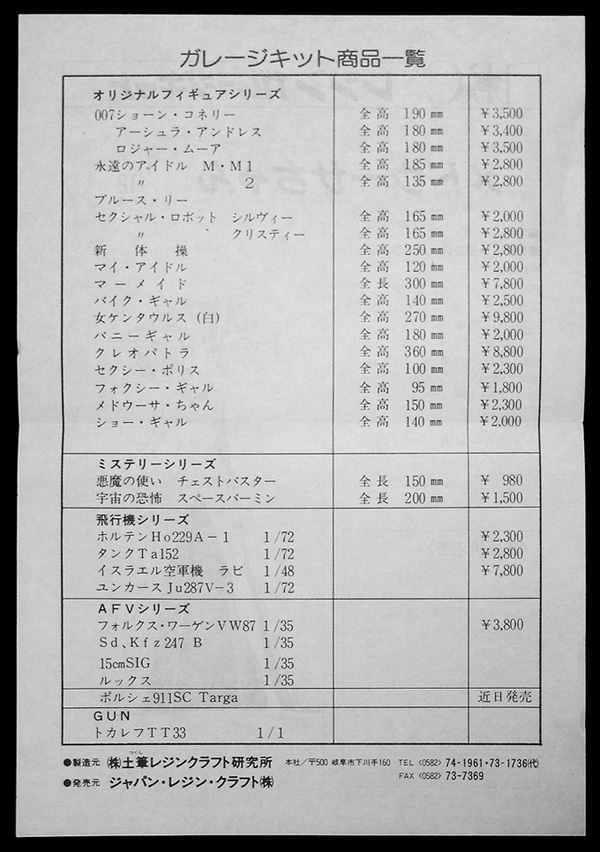 ガレージキット商品一覧
オリジナルフィギュアシリーズ
007ショーン・コネリー 全高 190mm ¥3,500
アーシュラ・アンドレス 全高 180mm ¥3,400
ロジャー・ムーア 全高 180mm ¥3,500
永遠のアイドル M・M1 全高 185mm ¥2,800
〃 2 全高 135mm ¥2,800
ブルース・リー
セクシャル・ロボット シルヴィー 全高 165mm ¥2,000
〃 クリスティー 全高 165mm ¥2,800
新体操 全高 250mm ¥2,800
マイ・アイドル 全高 120mm ¥2,000
マーメイド 全長 300mm ¥7,800
バイク・ギャル 全高 140mm ¥2,500
女ケンタウルス(白) 全高 270mm ¥9,800
バニーギャル 全高 180mm ¥2,000
クレオパトラ 全高 360mm ¥8,800
セクシー・ポリス 全高 100mm ¥2,300
フォクシー・ギャル 全高 95mm ¥1,800
メドウーサ・ちゃん 全高 150mm ¥2,300
ショー・ギャル 全高 140mm ¥2,000
ミステリーシリーズ
悪魔の使い チェストバスター 全長 150mm ¥ 980
宇宙の恐怖 スペースバーミン 全長 200mm ¥1,500
飛行機シリーズ
ホルテンHo229A-1 1/72 ¥2,300
タンクTa152 1/72 ¥2,800
イスラエル空軍機 ラビ 1/48 ¥7,800
ユンカースJu287V-3 1/72
AFVシリーズ
フォルクス・ワーゲンVW87 1/35 ¥3,800
Sd、Kfz247 B 1/35
15cmSIG 1/35
ルックス 1/35
ポルシェ911SC Targa 近日発売
GUN
トカレフTT33 1/1
●製造元 ㈱土筆レジンクラフト研究所 本社/〒500 岐阜市下川手160 TEL〈0582〉74-1961・73-1736㈹
つくし
●発売元 ジャパン・レジン・クラフト㈱ FAX〈0582〉73-7369